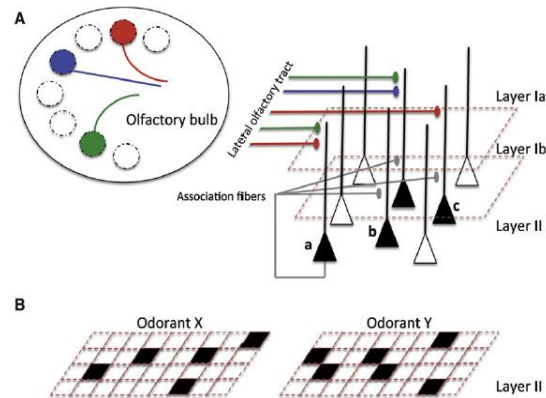 A
Olfactory bulb
Lateral olfactory tract
Layer Ia
Layer Ib
Association fibers
c
b
a
Layer II
B
Odorant X
Odorant Y
Layer II